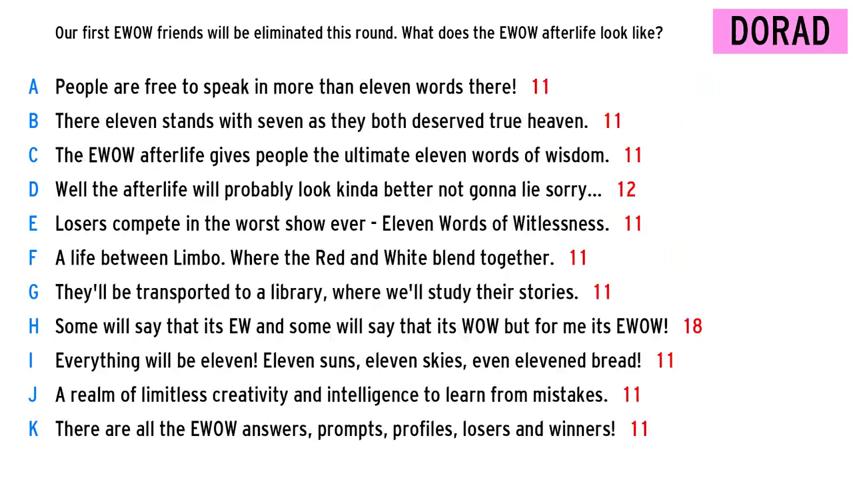 Our first EWOW friends will be eliminated this round. What does the EWOW afterlife look like?
DORAD
A People are free to speak in more than eleven words there! 11
B There eleven stands with seven as they both deserved true heaven. 11
C The EWOW afterlife gives people the ultimate eleven words of wisdom. 11
D Well the afterlife will probably look kinda better not gonna lie sorry... 12
E Losers compete in the worst show ever - Eleven Words of Witlessness. 11
F A life between Limbo. Where the Red and White blend together. 11
G They'll be transported to a library, where we'll study their stories. 11
H Some will say that its EW and some will say that its WOW but for me its EWOW! 18
I Everything will be eleven! Eleven suns, eleven skies, even elevened bread! 11
J A realm of limitless creativity and intelligence to learn from mistakes. 11
K There are all the EWOW answers, prompts, profiles, losers and winners! 11